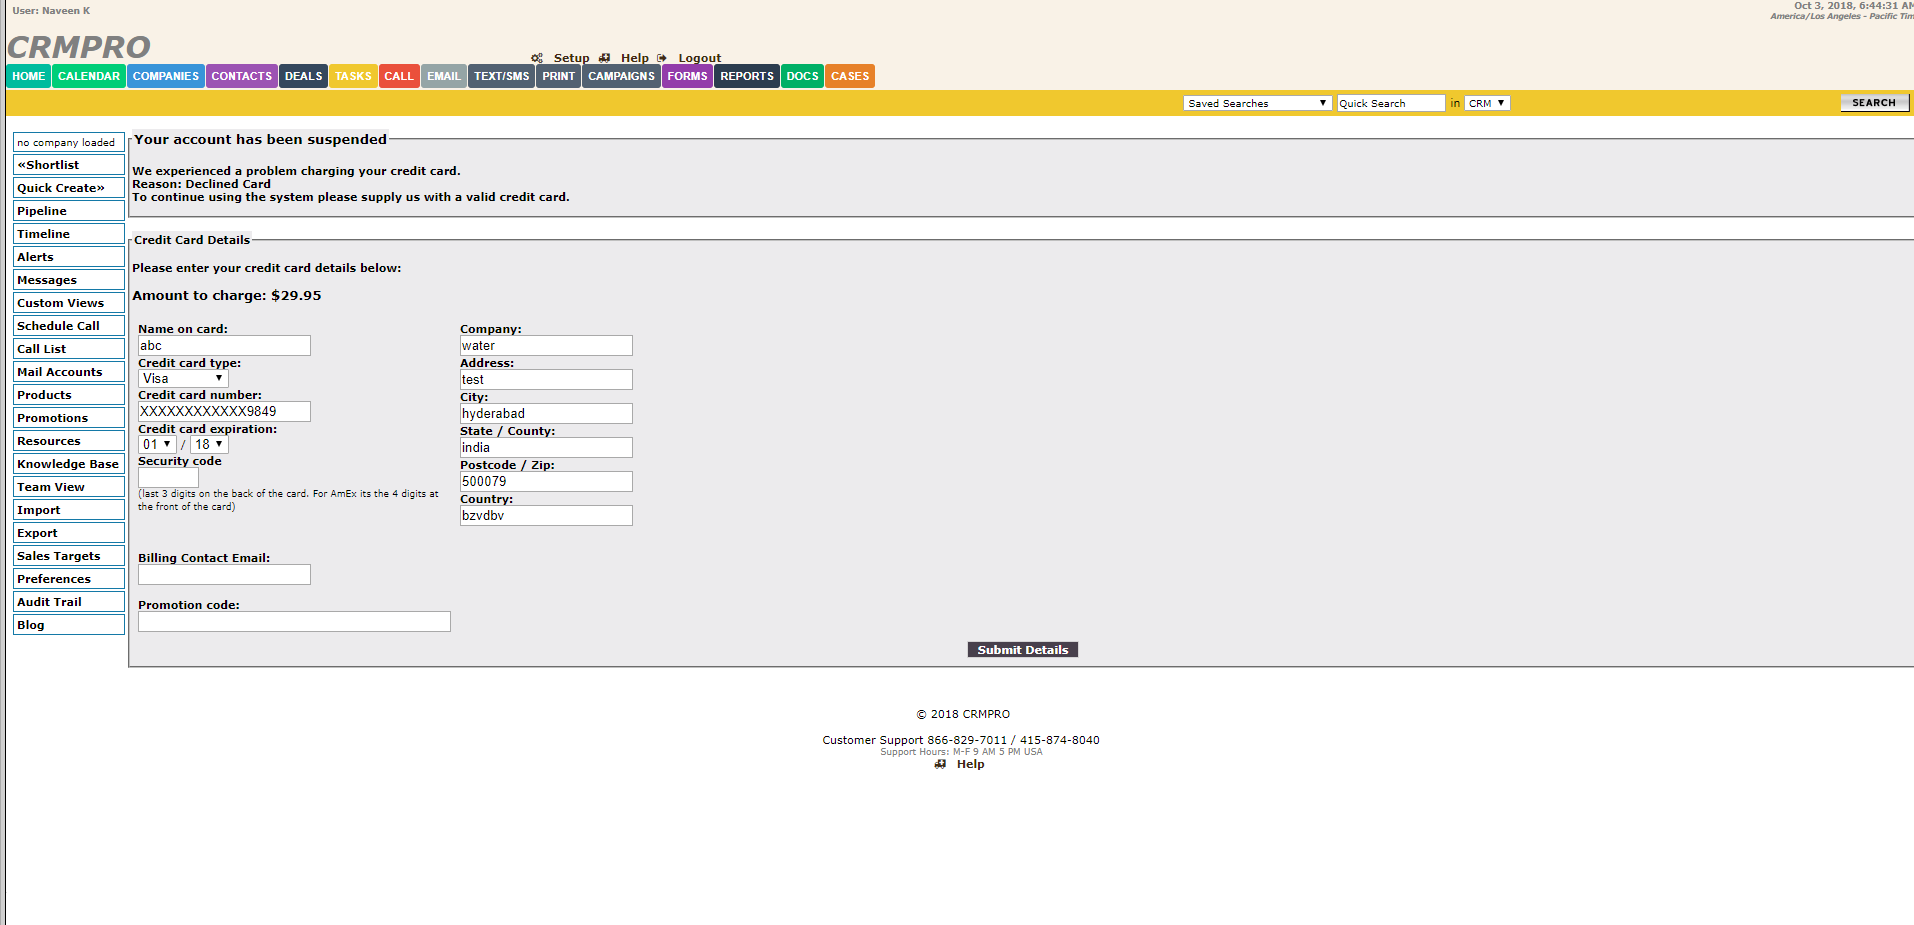 User: Naveen K
Oct 3, 2018, 6:44:31 AM
America/Los Angeles - Pacific Tim
CRMPRO
Setup Help Logout
HOME CALENDAR COMPANIES CONTACTS DEALS TASKS CALL EMAIL TEXT/SMS PRINT CAMPAIGNS FORMS REPORTS DOCS CASES
Saved Searches Quick Search in CRM SEARCH
no company loaded
«Shortlist
Quick Create»
Pipeline
Timeline
Alerts
Messages
Custom Views
Schedule Call
Call List
Mail Accounts
Products
Promotions
Resources
Knowledge Base
Team View
Import
Export
Sales Targets
Preferences
Audit Trail
Blog
Your account has been suspended
We experienced a problem charging your credit card.
Reason: Declined Card
To continue using the system please supply us with a valid credit card.
Credit Card Details
Please enter your credit card details below:
Amount to charge: $29.95
Name on card:
abc
Credit card type:
Visa
Credit card number:
XXXXXXXXXXXX9849
Credit card expiration:
01 / 18
Security code
(last 3 digits on the back of the card. For AmEx its the 4 digits at
the front of the card)
Company:
water
Address:
test
City:
hyderabad
State / County:
india
Postcode / Zip:
500079
Country:
bzvdbv
Billing Contact Email:
Promotion code:
Submit Details
© 2018 CRMPRO
Customer Support 866-829-7011 / 415-874-8040
Support Hours: M-F 9 AM 5 PM USA
Help